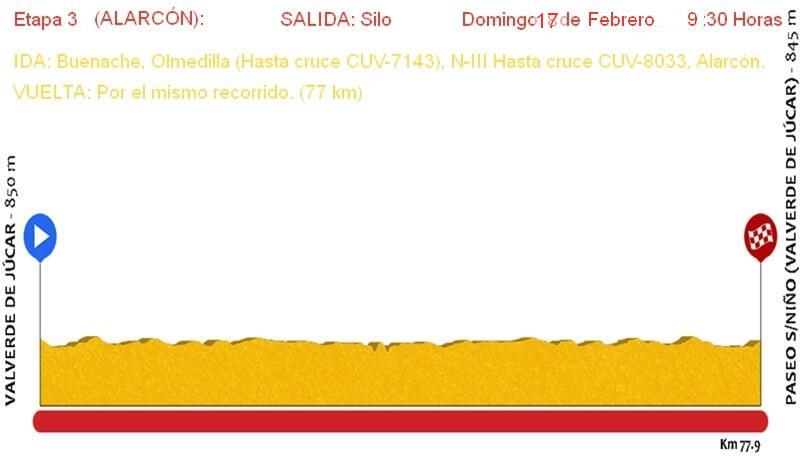 Etapa 3 (ALARCÓN): SALIDA: Silo Domingo 17 de Febrero 9 :30 Horas
IDA: Buenache, Olmedilla (Hasta cruce CUV-7143), N-III Hasta cruce CUV-8033, Alarcón.
VUELTA: Por el mismo recorrido. (77 km)
VALVERDE DE JÚCAR - 850 m
PASEO S/NIÑO (VALVERDE DE JÚCAR) - 845 m
Km 77.9